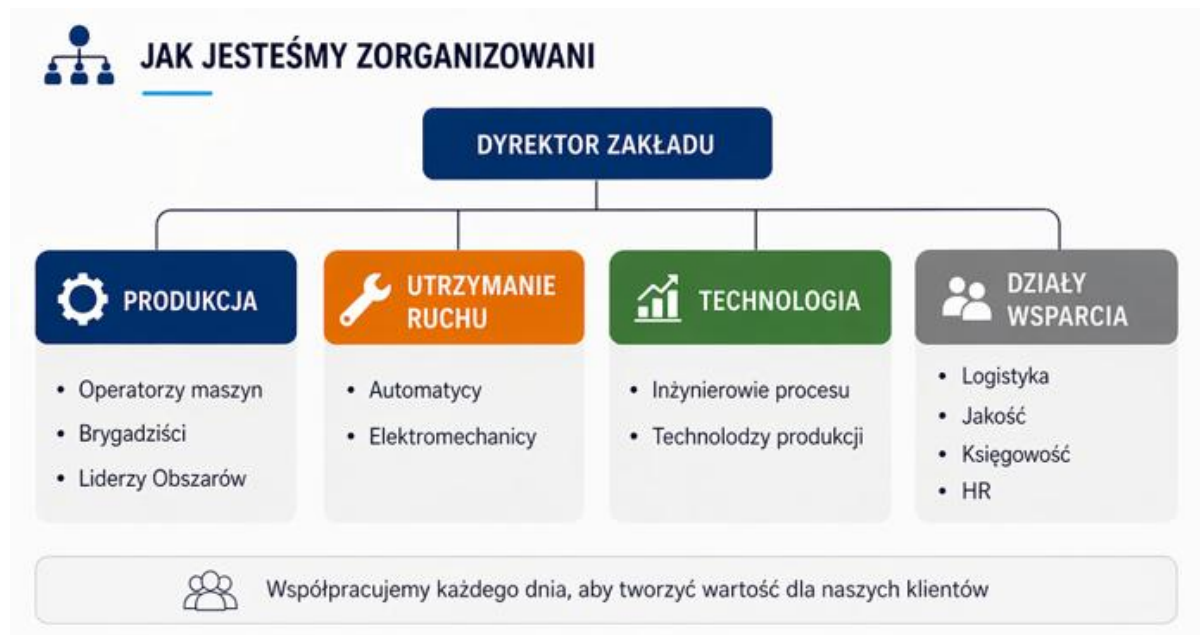 JAK JESTEŚMY ZORGANIZOWANI
DYREKTOR ZAKŁADU
PRODUKCJA
• Operatorzy maszyn
• Brygadziści
• Liderzy Obszarów
UTRZYMANIE
RUCHU
• Automatycy
• Elektromechanicy
TECHNOLOGIA
• Inżynierowie procesu
• Technolodzy produkcji
DZIAŁY
WSPARCIA
• Logistyka
• Jakość
• Księgowość
• HR
Współpracujemy każdego dnia, aby tworzyć wartość dla naszych klientów